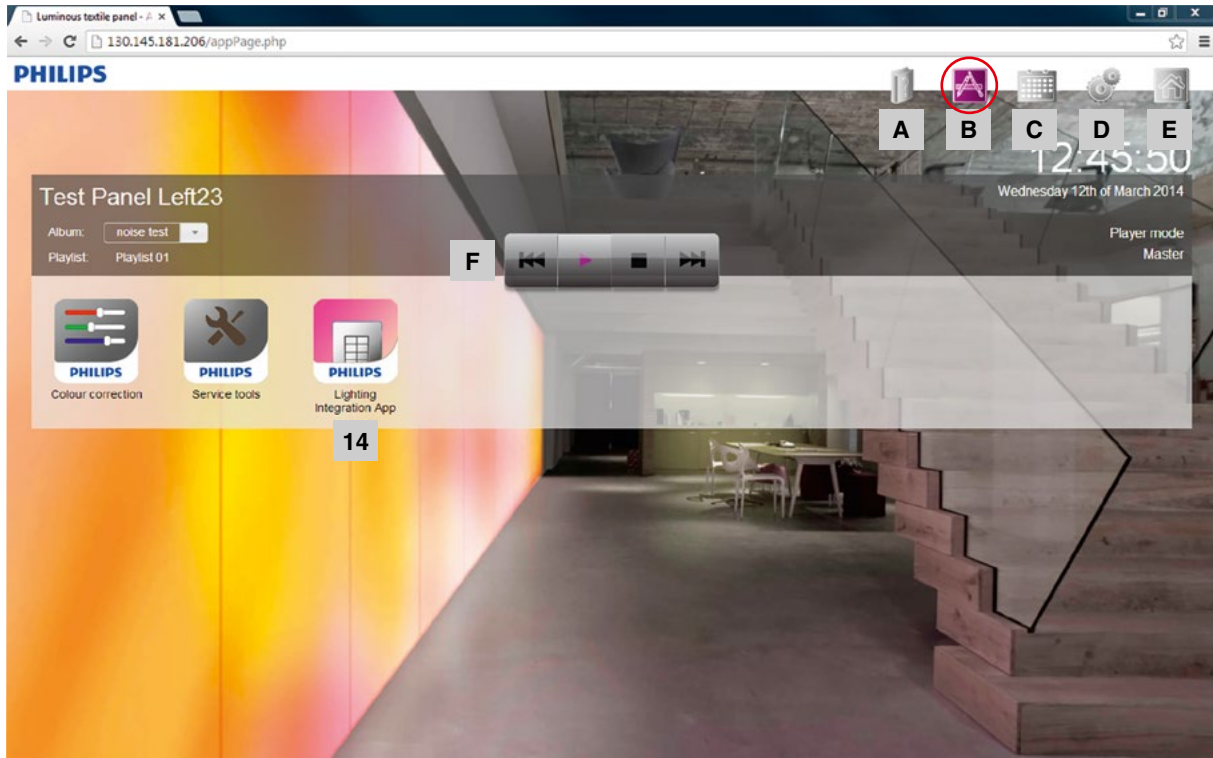 Luminous textile panel - A
130.145.181.206/appPage.php
PHILIPS
A B C D E
12:45:50
Wednesday 12th of March 2014
Test Panel Left23
Album: noise test
Playlist: Playlist 01
Player mode
Master
F
PHILIPS PHILIPS PHILIPS
Colour correction Service tools Lighting
Integration App
14